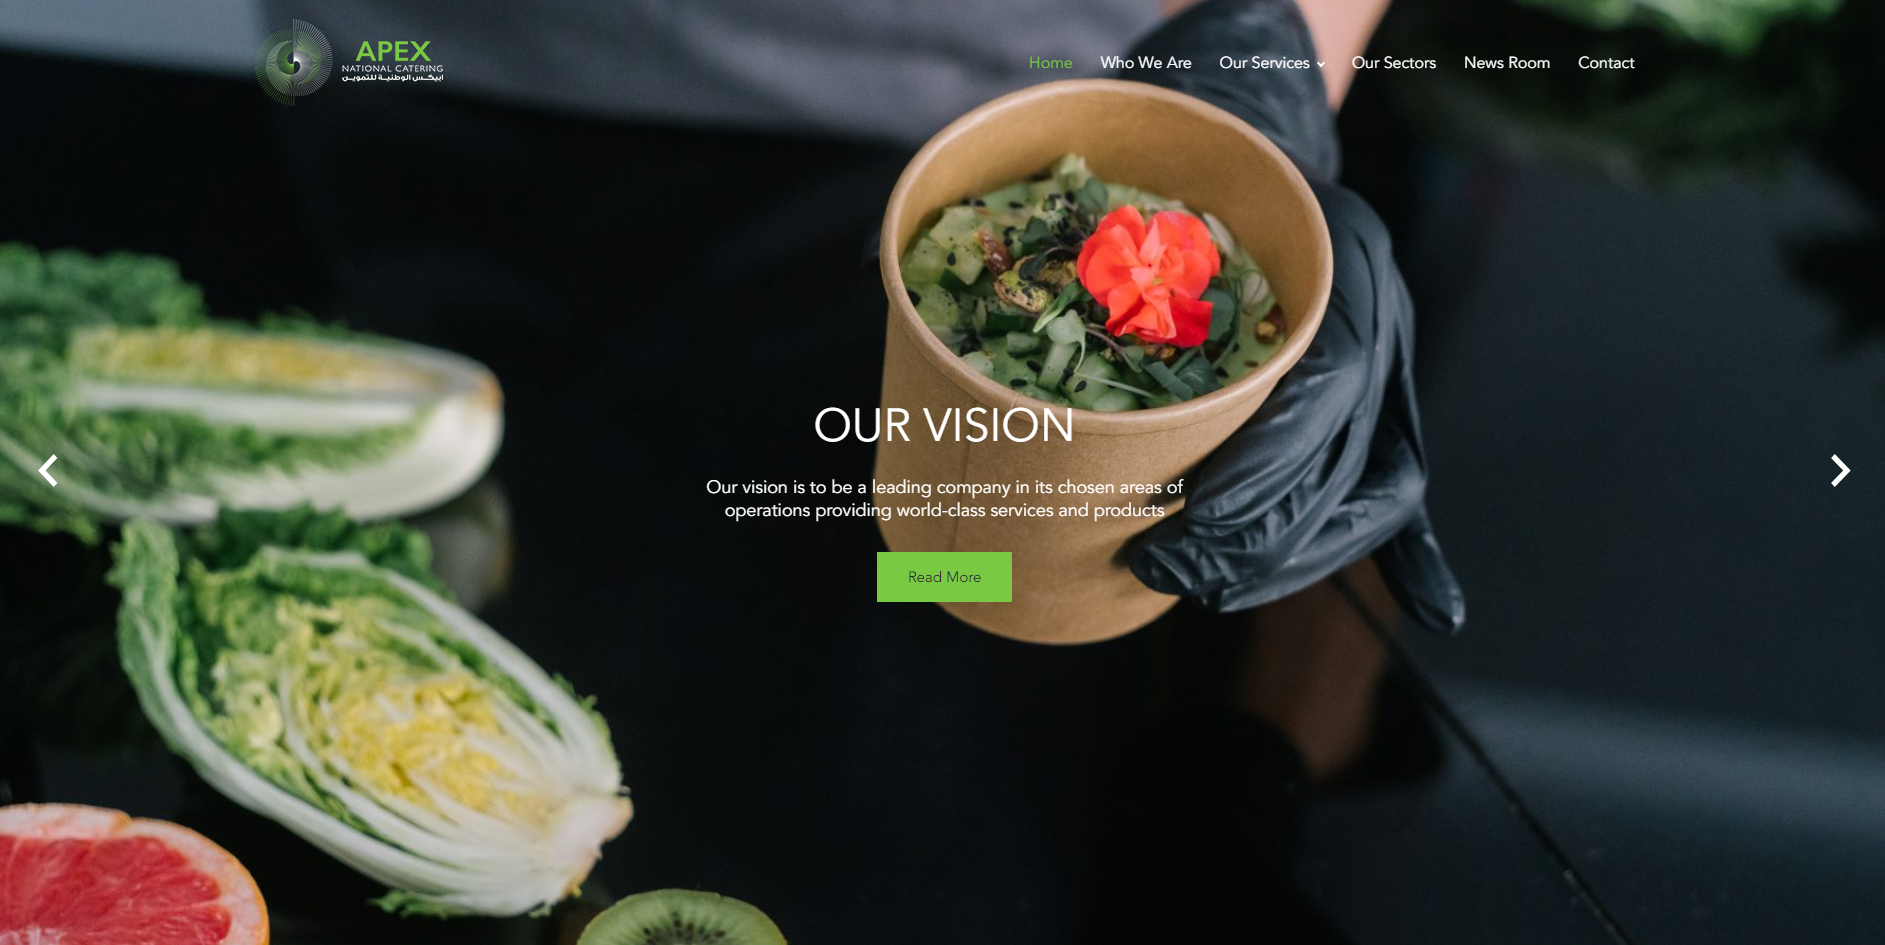 APEX
NATIONAL CATERING
ابيكس الوطنية للتموين
Home
Who We Are
Our Services
Our Sectors
News Room
Contact
OUR VISION
Our vision is to be a leading company in its chosen areas of
operations providing world-class services and products
Read More